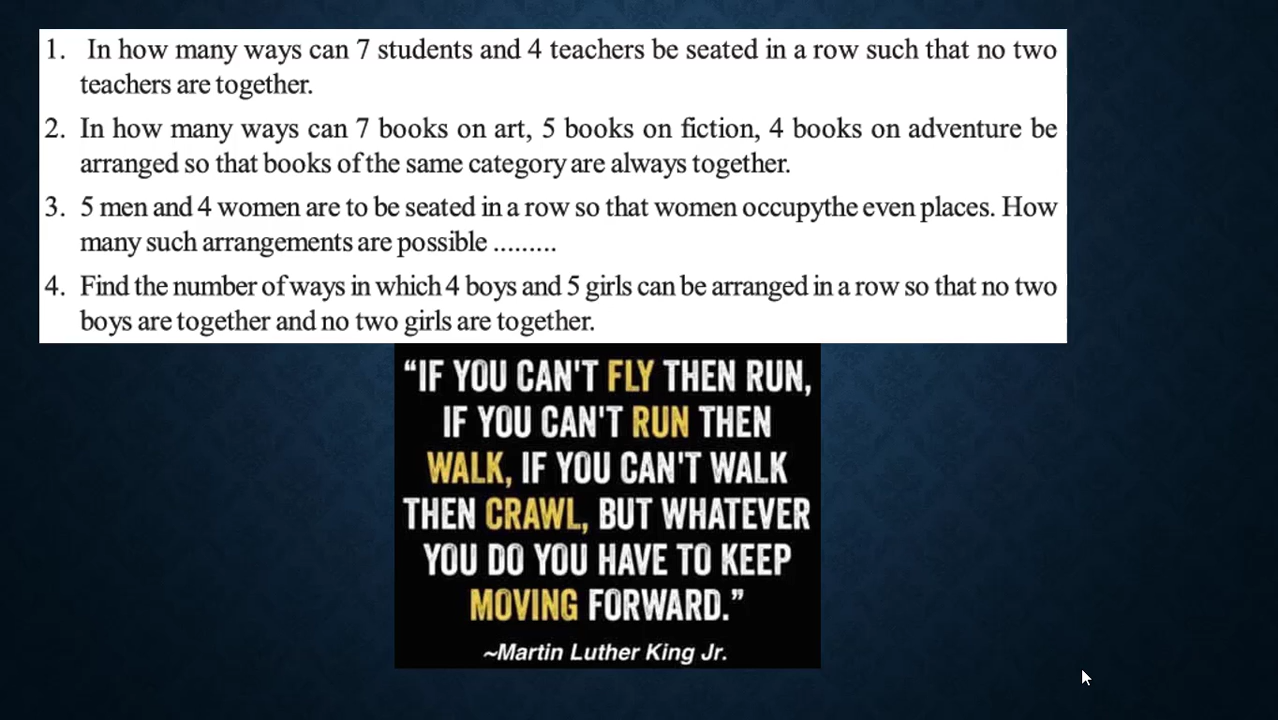 1. In how many ways can 7 students and 4 teachers be seated in a row such that no two
teachers are together.
2. In how many ways can 7 books on art, 5 books on fiction, 4 books on adventure be
arranged so that books of the same category are always together.
3. 5 men and 4 women are to be seated in a row so that women occupythe even places. How
many such arrangements are possible .........
4. Find the number of ways in which 4 boys and 5 girls can be arranged in a row so that no two
boys are together and no two girls are together.
“IF YOU CAN'T FLY THEN RUN,
IF YOU CAN'T RUN THEN
WALK, IF YOU CAN'T WALK
THEN CRAWL, BUT WHATEVER
YOU DO YOU HAVE TO KEEP
MOVING FORWARD.”
~Martin Luther King Jr.